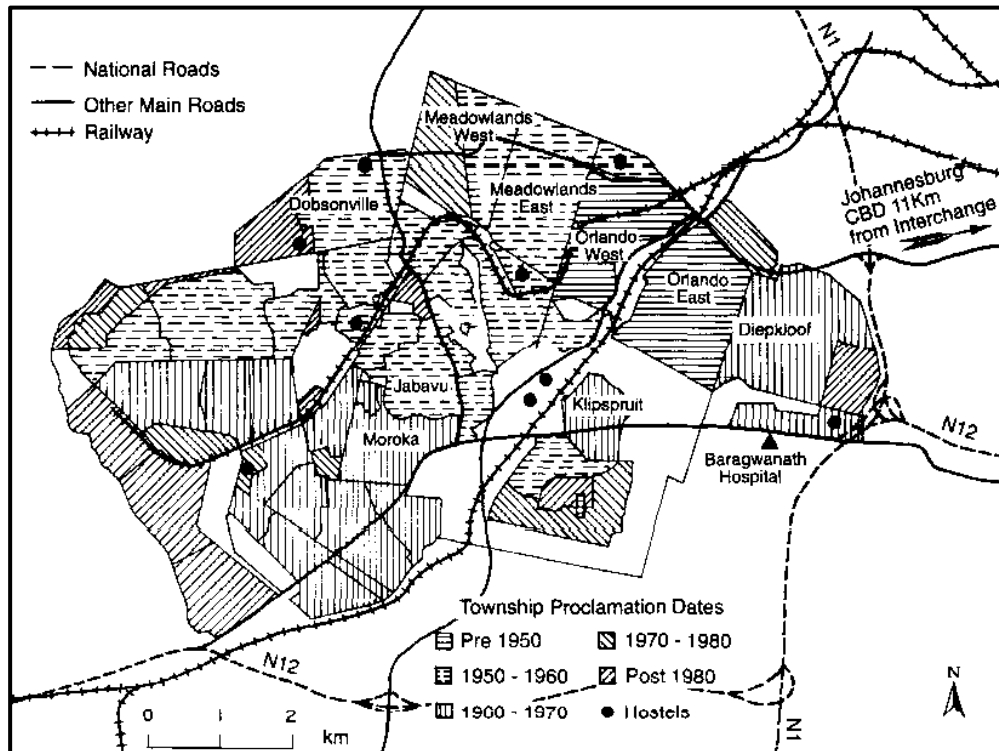 National Roads
Other Main Roads
Railway
N1
Meadowlands
West
Johannesburg
CBD 11Km
from Interchange
Dobsonville
Meadowlands
East
Orlando
West
Orlando
East
Diepkloof
Jabavu
Klipspruit
Moroka
N12
Baragwanath
Hospital
Township Proclamation Dates
Pre 1950
1970 - 1980
1950 - 1960
Post 1980
1900 - 1970
Hostels
N12
N1
N
0 1 2
km